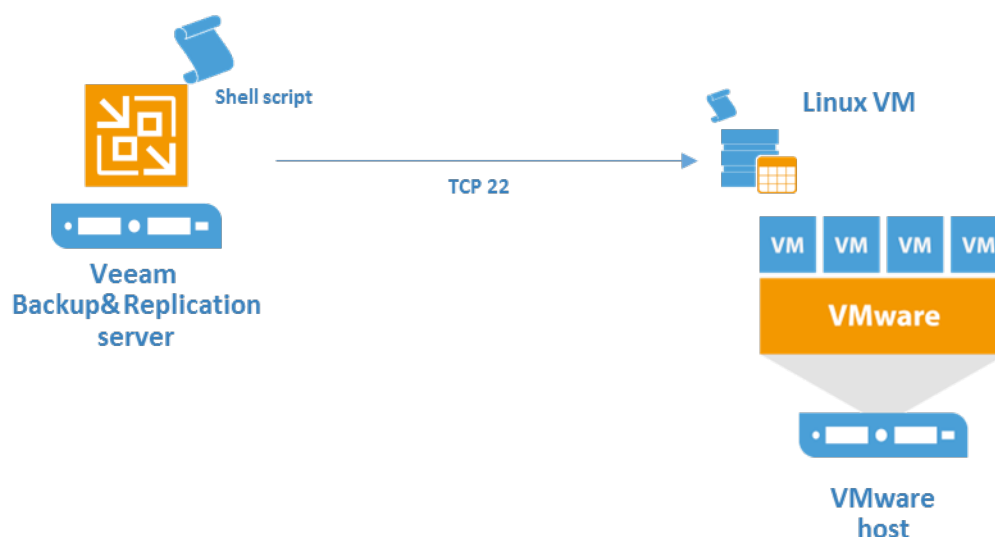 Shell script
Linux VM
TCP 22
Veeam
Backup&Replication
server
VM VM VM VM
VMware
VMware
host